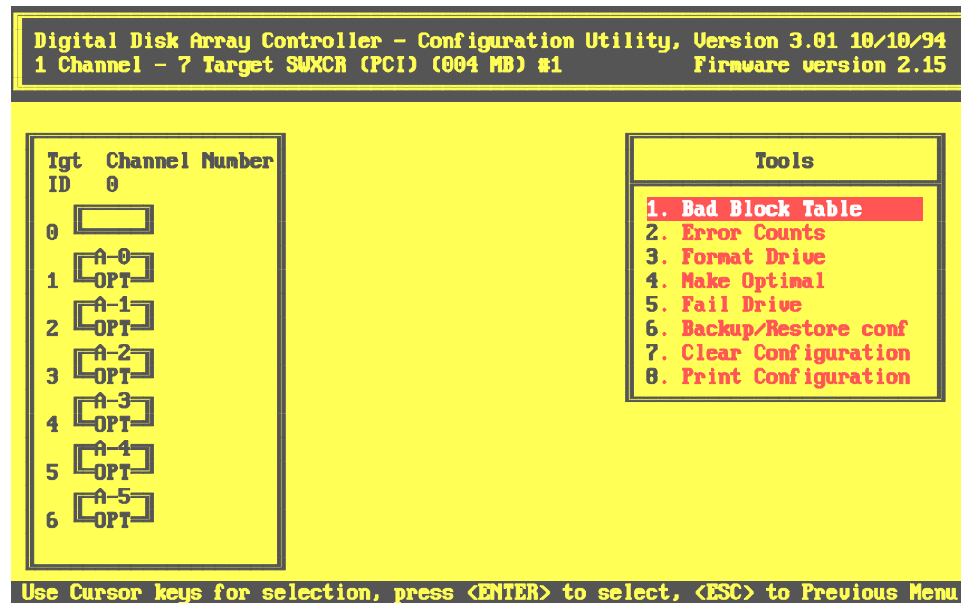 Digital Disk Array Controller - Configuration Utility, Version 3.01 10/10/94
1 Channel - 7 Target SWXCR (PCI) (004 MB) #1 Firmware version 2.15
Tgt Channel Number
ID 0
0
A-0
1 OPT
A-1
2 OPT
A-2
3 OPT
A-3
4 OPT
A-4
5 OPT
A-5
6 OPT
Tools
1. Bad Block Table
2. Error Counts
3. Format Drive
4. Make Optimal
5. Fail Drive
6. Backup/Restore conf
7. Clear Configuration
8. Print Configuration
Use Cursor keys for selection, press <ENTER> to select, <ESC> to Previous Menu